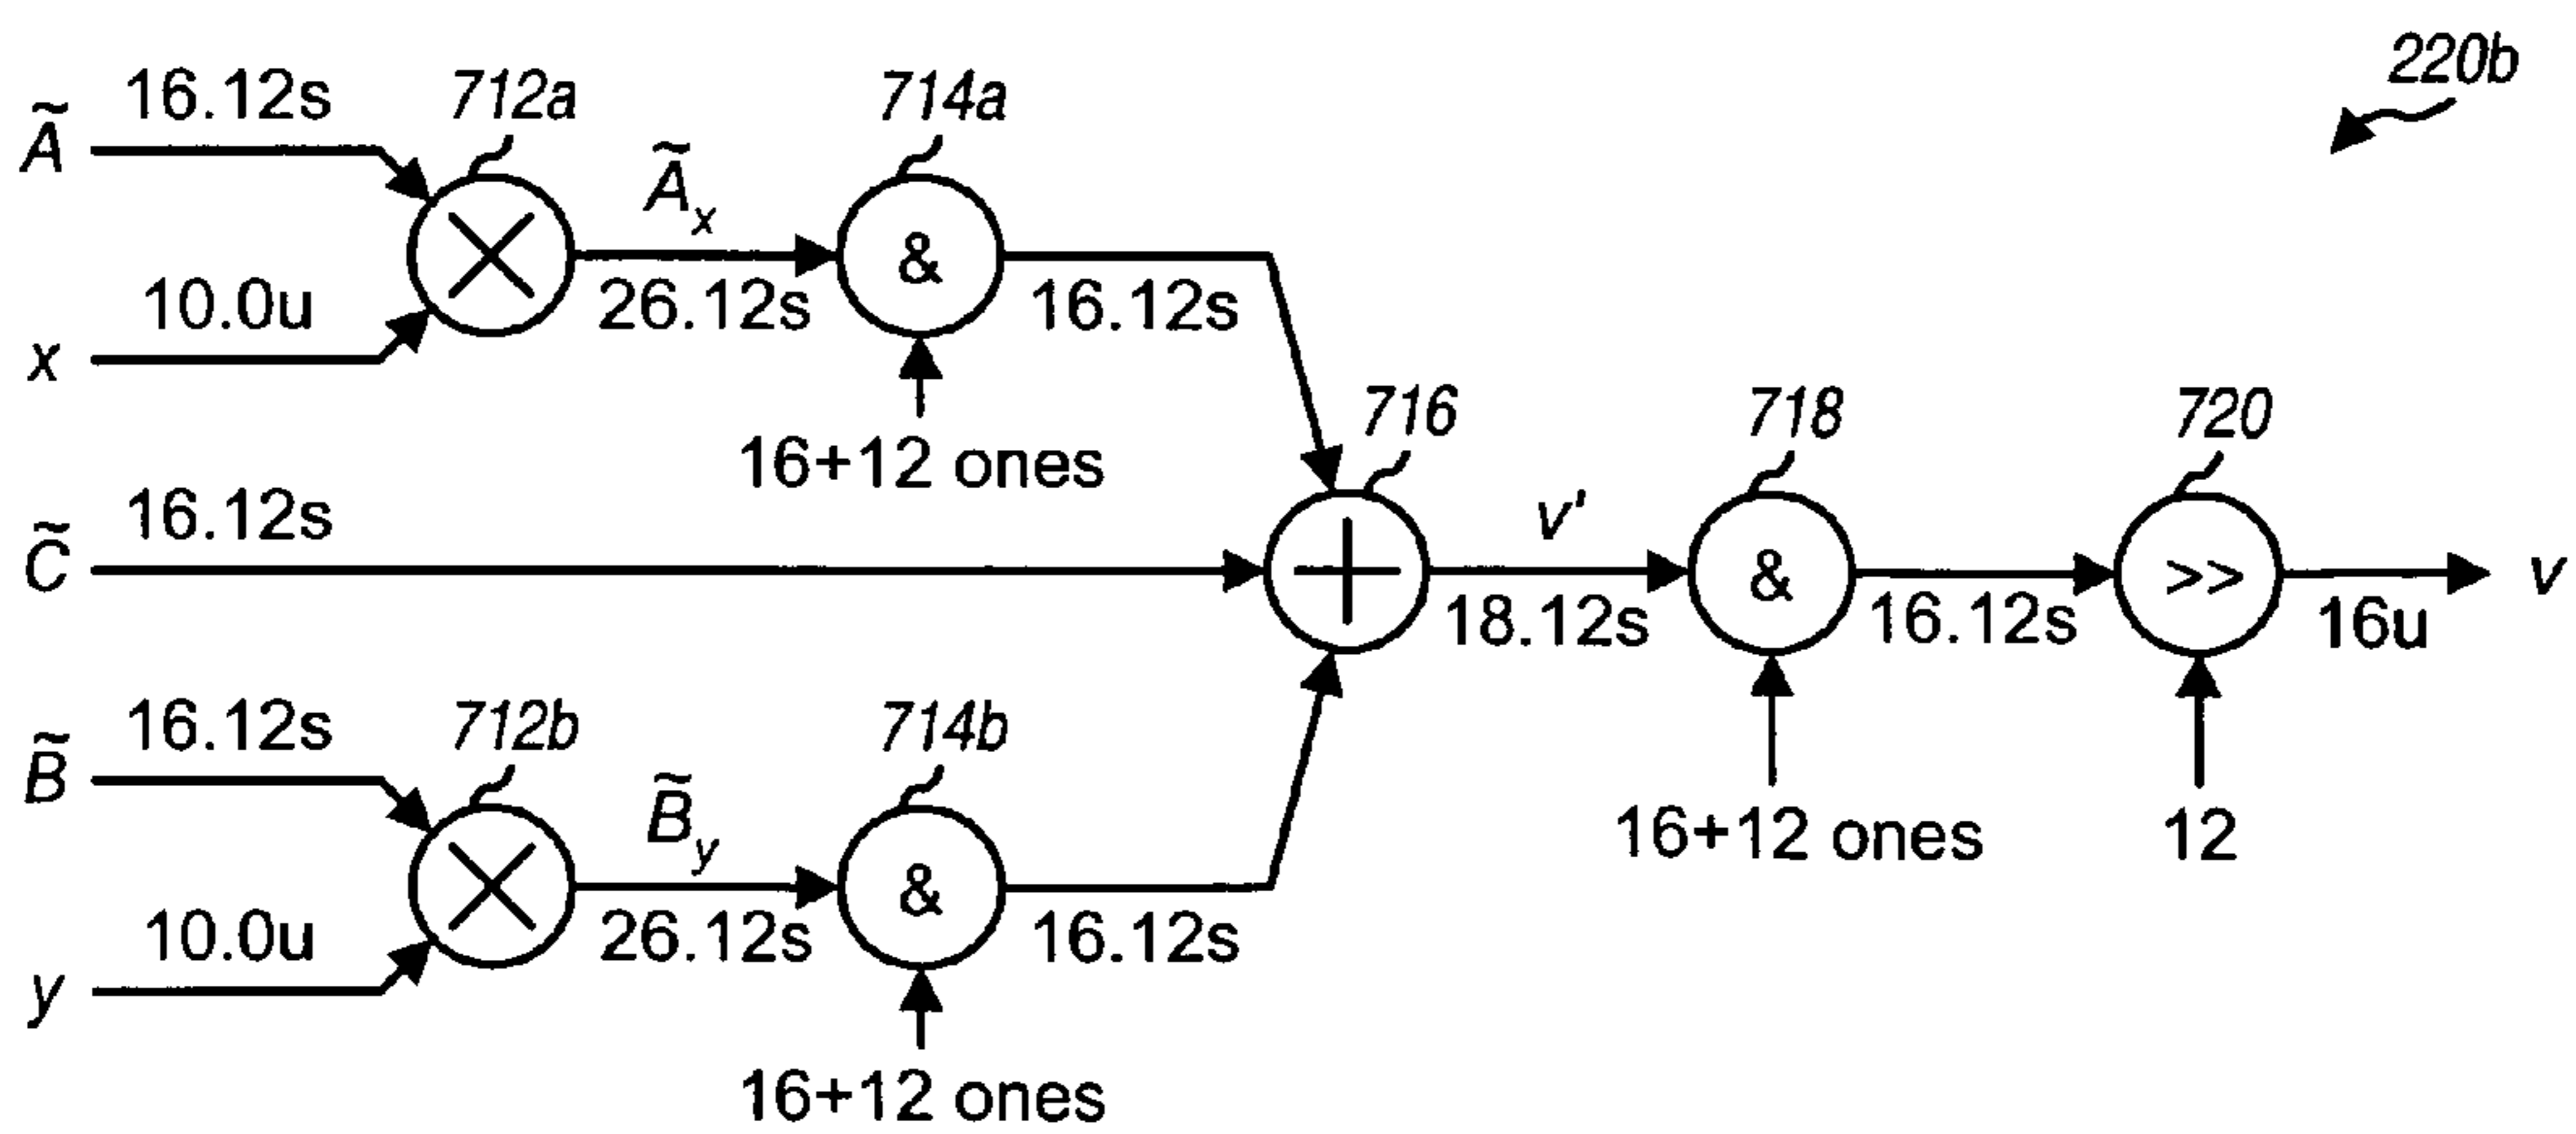 220b
Ã 16.12s 712a 714a
Ãx
& 
x 10.0u 26.12s 16.12s
16+12 ones
C̃ 16.12s 716 v' 718 720
& >> v
18.12s 16.12s 16u
16+12 ones 12
B̃ 16.12s 712b 714b
B̃y
&
y 10.0u 26.12s 16.12s
16+12 ones